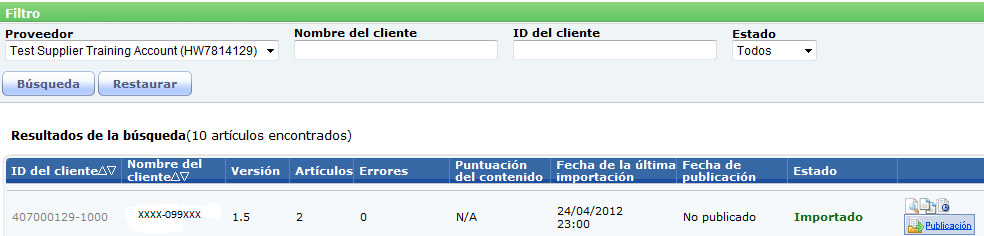 Filtro
Proveedor Nombre del cliente ID del cliente Estado
Test Supplier Training Account (HW7814129) Todos
Búsqueda Restaurar
Resultados de la búsqueda(10 artículos encontrados)
ID del cliente△▽ Nombre del cliente△▽ Versión Artículos Errores Puntuación del contenido Fecha de la última importación Fecha de publicación Estado
407000129-1000 XXXX-099XXX 1.5 2 0 N/A 24/04/2012 23:00 No publicado Importado
Publicación